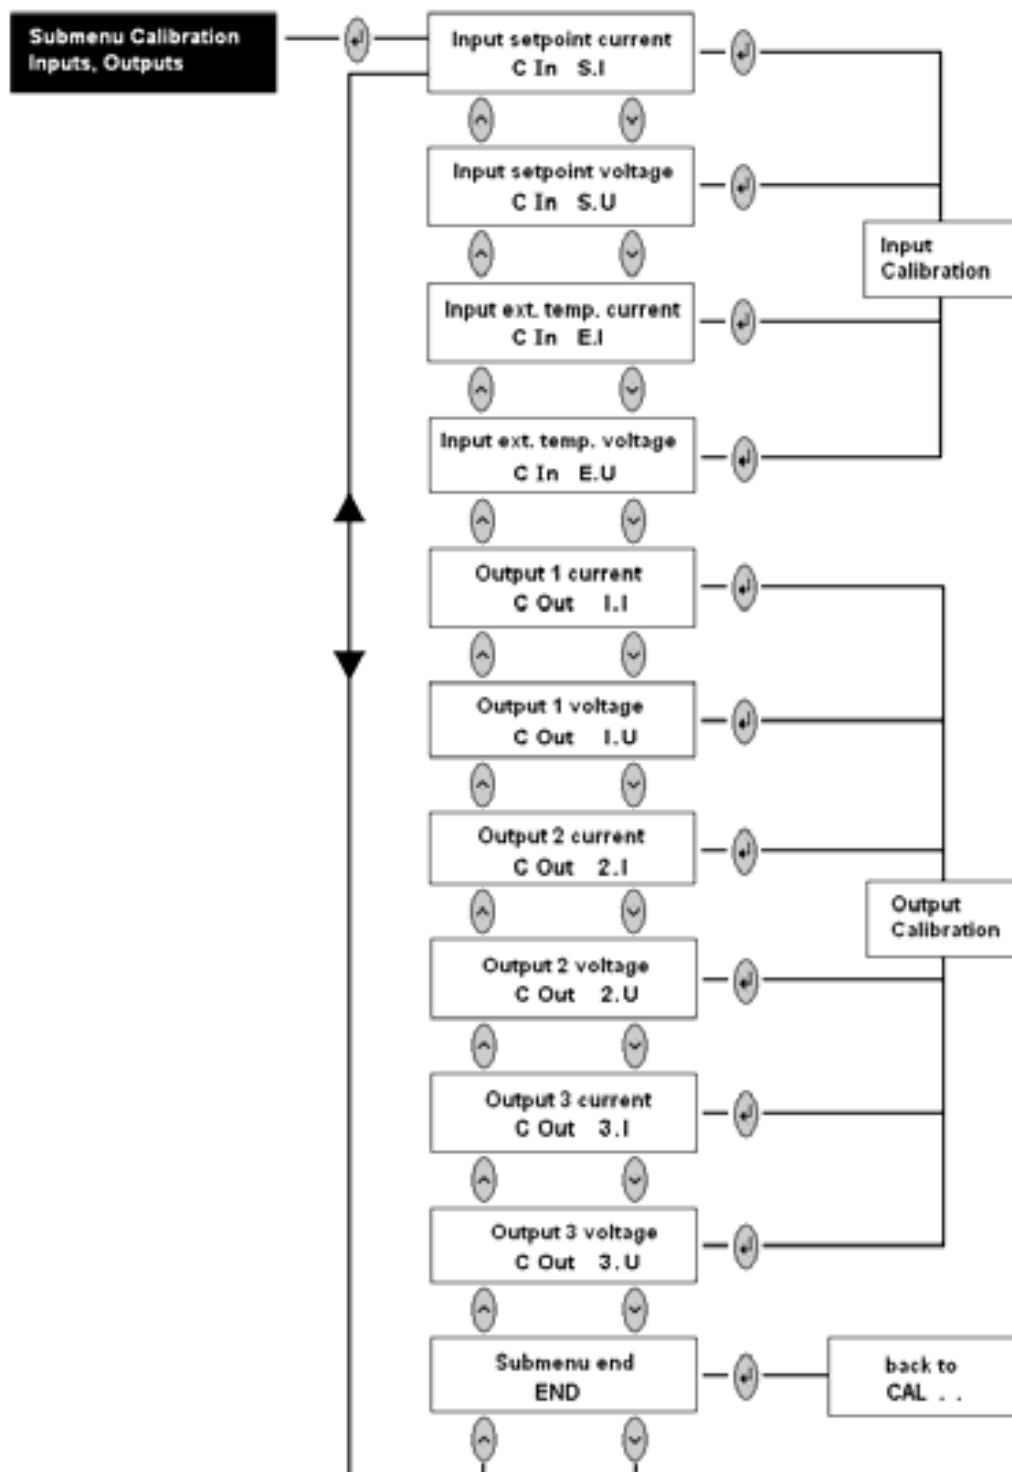 Submenu Calibration
Inputs, Outputs
Input setpoint current
C In S.I
Input setpoint voltage
C In S.U
Input
Calibration
Input ext. temp. current
C In E.I
Input ext. temp. voltage
C In E.U
Output 1 current
C Out I.I
Output 1 voltage
C Out I.U
Output 2 current
C Out 2.I
Output
Calibration
Output 2 voltage
C Out 2.U
Output 3 current
C Out 3.I
Output 3 voltage
C Out 3.U
Submenu end
END
back to
CAL . .